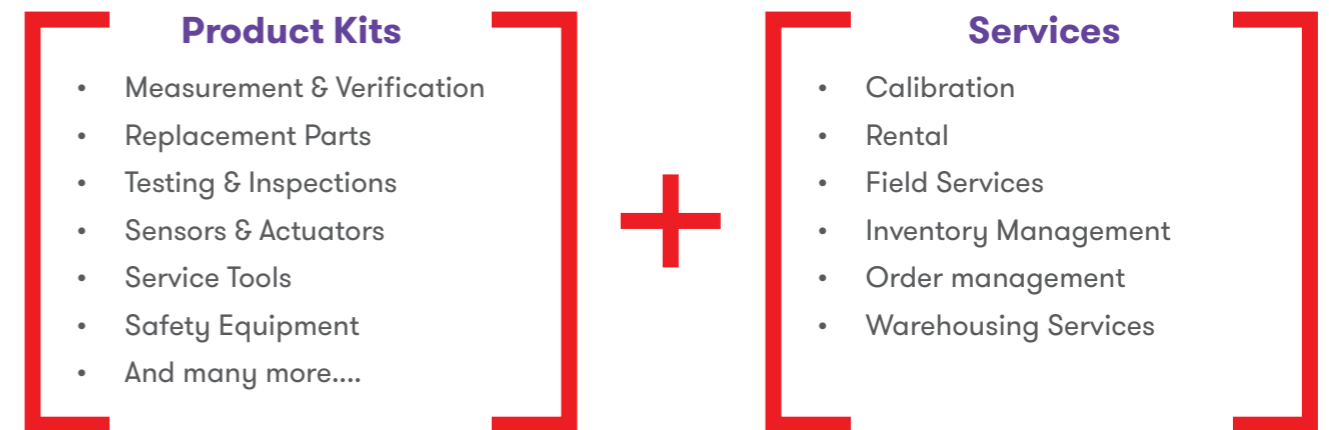 Product Kits
• Measurement & Verification
• Replacement Parts
• Testing & Inspections
• Sensors & Actuators
• Service Tools
• Safety Equipment
• And many more....
+
Services
• Calibration
• Rental
• Field Services
• Inventory Management
• Order management
• Warehousing Services